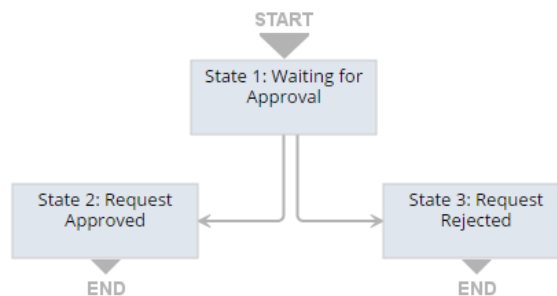 START
State 1: Waiting for
Approval
State 2: Request
Approved
State 3: Request
Rejected
END
END